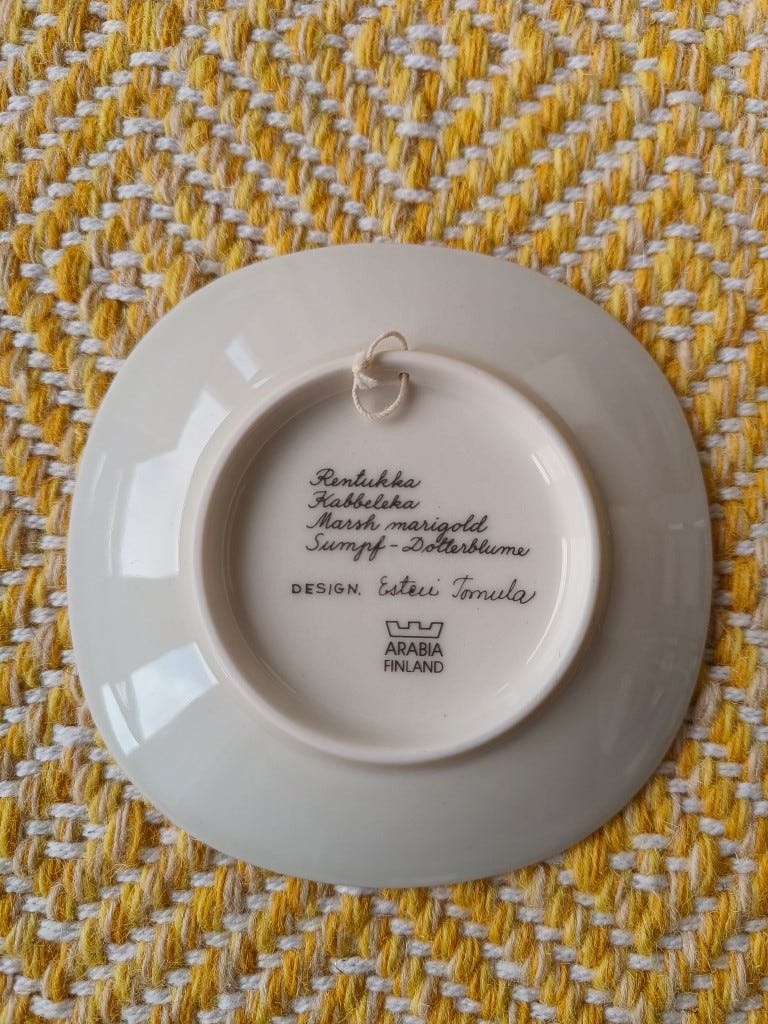 Rentukka
Kabbeleka
Marsh marigold
Sumpf-Dotterblume
DESIGN. Esteri Tomula
ARABIA
FINLAND